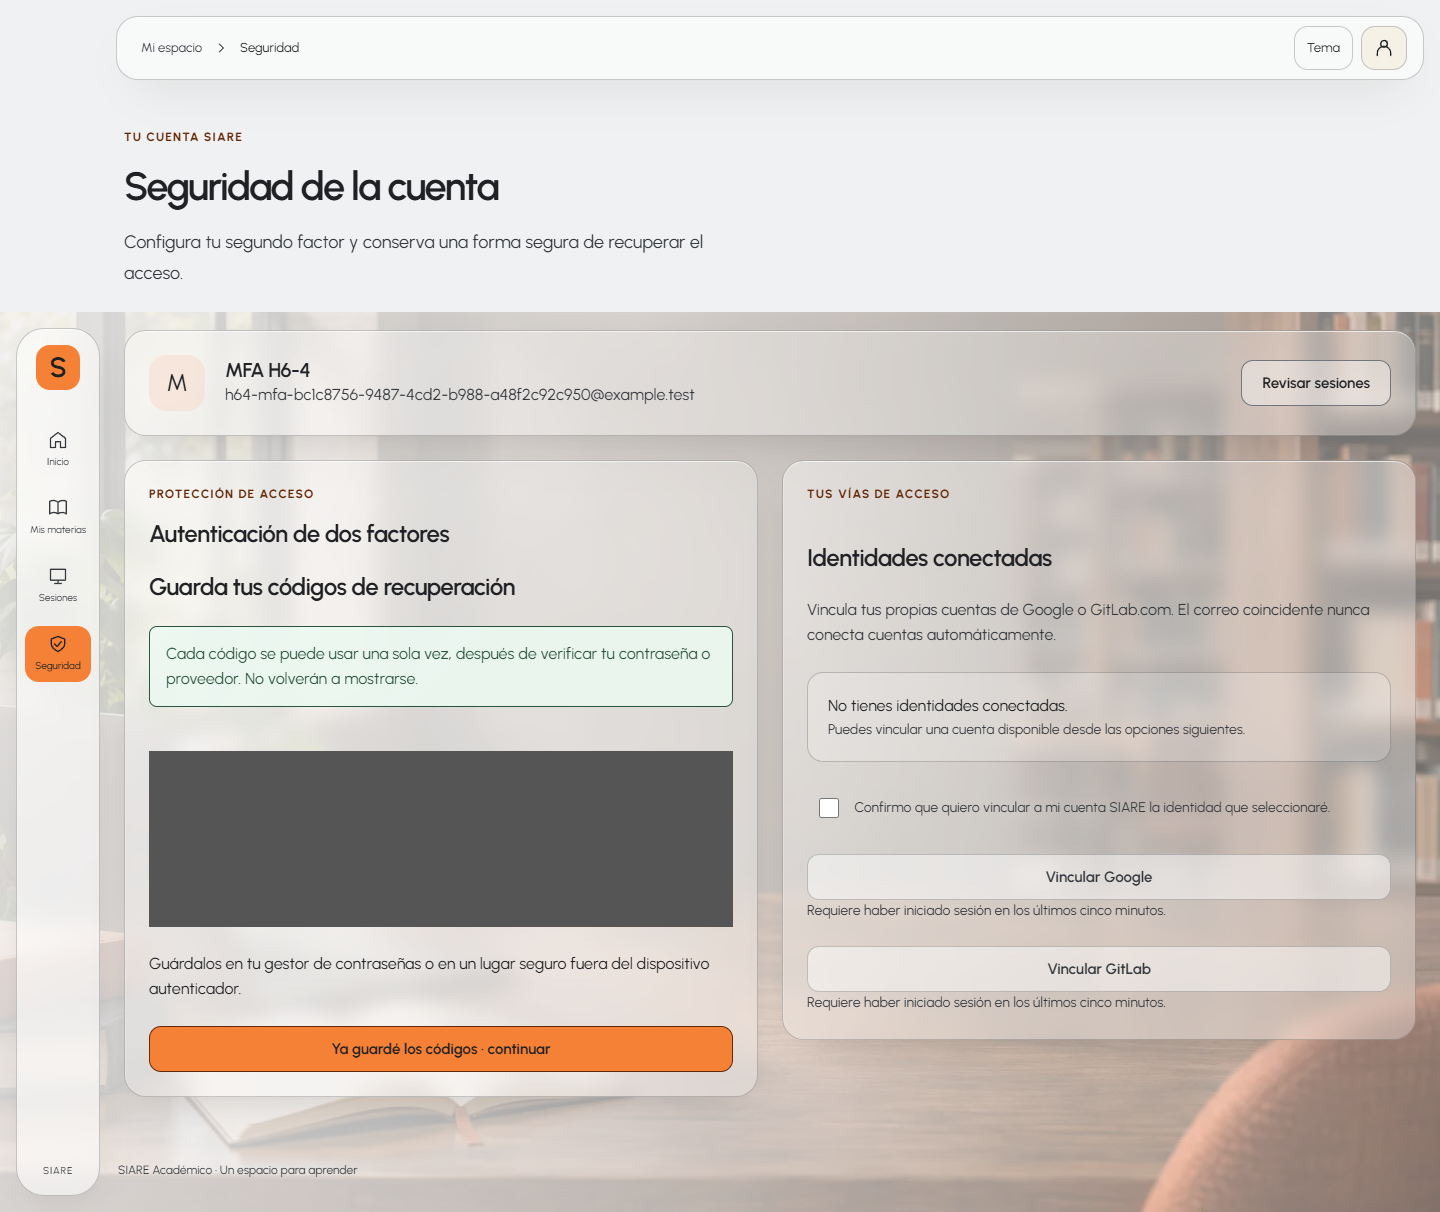 Mi espacio > Seguridad
Tema
TU CUENTA SIARE
Seguridad de la cuenta
Configura tu segundo factor y conserva una forma segura de recuperar el
acceso.
S
Inicio
Mis materias
Sesiones
Seguridad
SIARE
M
MFA H6-4
h64-mfa-bc1c8756-9487-4cd2-b988-a48f2c92c950@example.test
Revisar sesiones
PROTECCIÓN DE ACCESO
Autenticación de dos factores
Guarda tus códigos de recuperación
Cada código se puede usar una sola vez, después de verificar tu contraseña o
proveedor. No volverán a mostrarse.
Guárdalos en tu gestor de contraseñas o en un lugar seguro fuera del dispositivo
autenticador.
Ya guardé los códigos · continuar
TUS VÍAS DE ACCESO
Identidades conectadas
Vincula tus propias cuentas de Google o GitLab.com. El correo coincidente nunca
conecta cuentas automáticamente.
No tienes identidades conectadas.
Puedes vincular una cuenta disponible desde las opciones siguientes.
Confirmo que quiero vincular a mi cuenta SIARE la identidad que seleccionaré.
Vincular Google
Requiere haber iniciado sesión en los últimos cinco minutos.
Vincular GitLab
Requiere haber iniciado sesión en los últimos cinco minutos.
SIARE Académico · Un espacio para aprender